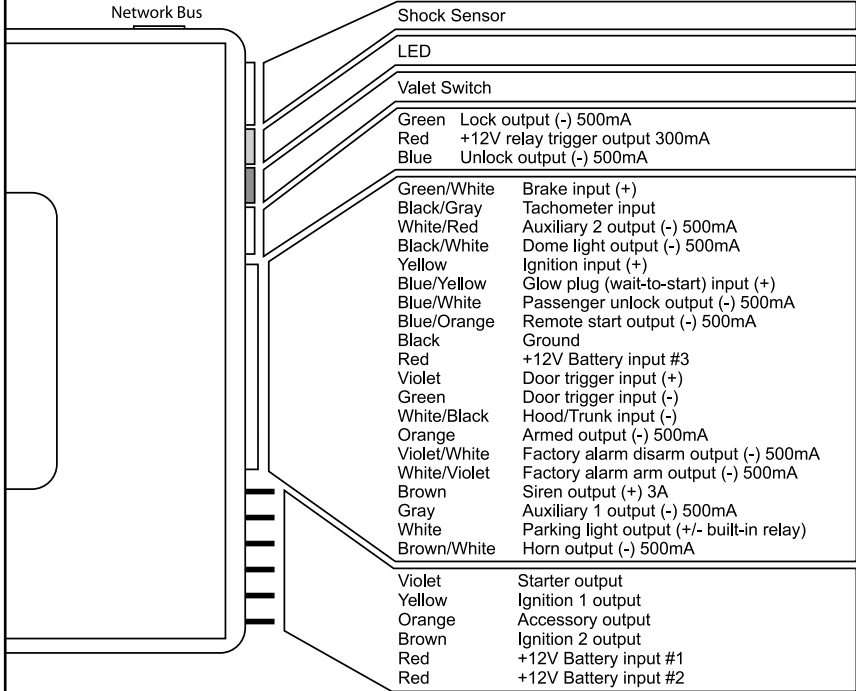 Network Bus
Shock Sensor
LED
Valet Switch
Green Lock output (-) 500mA
Red +12V relay trigger output 300mA
Blue Unlock output (-) 500mA
Green/White Brake input (+)
Black/Gray Tachometer input
White/Red Auxiliary 2 output (-) 500mA
Black/White Dome light output (-) 500mA
Yellow Ignition input (+)
Blue/Yellow Glow plug (wait-to-start) input (+)
Blue/White Passenger unlock output (-) 500mA
Blue/Orange Remote start output (-) 500mA
Black Ground
Red +12V Battery input #3
Violet Door trigger input (+)
Green Door trigger input (-)
White/Black Hood/Trunk input (-)
Orange Armed output (-) 500mA
Violet/White Factory alarm disarm output (-) 500mA
White/Violet Factory alarm arm output (-) 500mA
Brown Siren output (+) 3A
Gray Auxiliary 1 output (-) 500mA
White Parking light output (+/- built-in relay)
Brown/White Horn output (-) 500mA
Violet Starter output
Yellow Ignition 1 output
Orange Accessory output
Brown Ignition 2 output
Red +12V Battery input #1
Red +12V Battery input #2